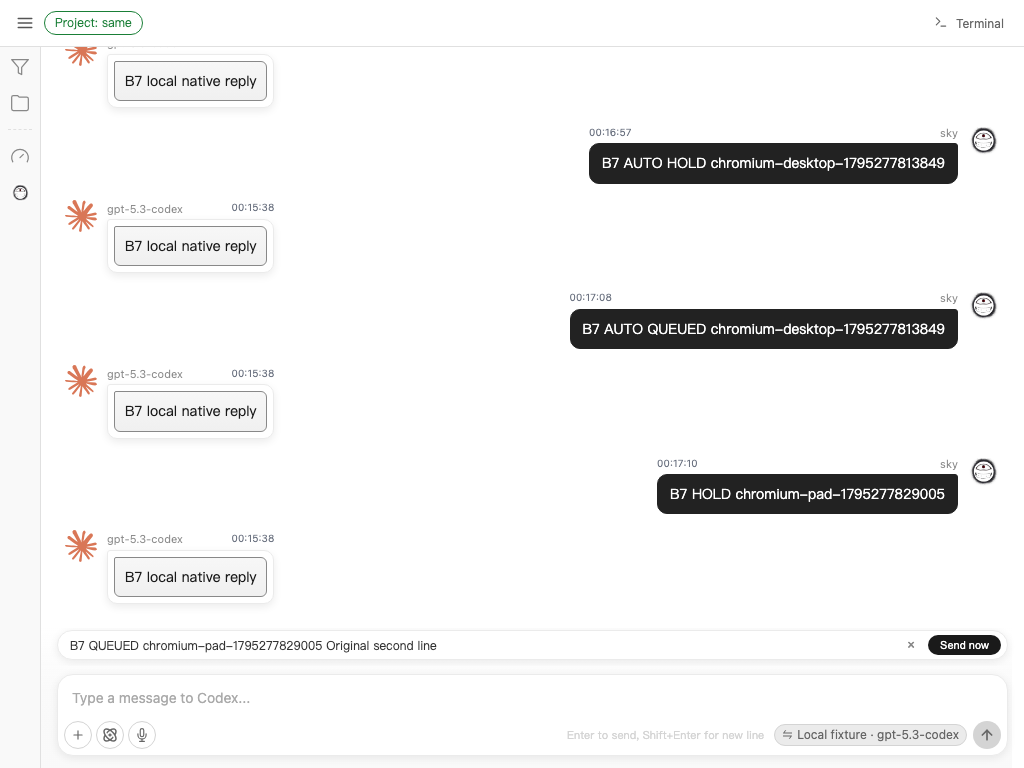 Project: same
Terminal
B7 local native reply
00:16:57 sky
B7 AUTO HOLD chromium-desktop-1795277813849
gpt-5.3-codex 00:15:38
B7 local native reply
00:17:08 sky
B7 AUTO QUEUED chromium-desktop-1795277813849
gpt-5.3-codex 00:15:38
B7 local native reply
00:17:10 sky
B7 HOLD chromium-pad-1795277829005
gpt-5.3-codex 00:15:38
B7 local native reply
B7 QUEUED chromium-pad-1795277829005 Original second line × Send now
Type a message to Codex...
Enter to send, Shift+Enter for new line
Local fixture · gpt-5.3-codex